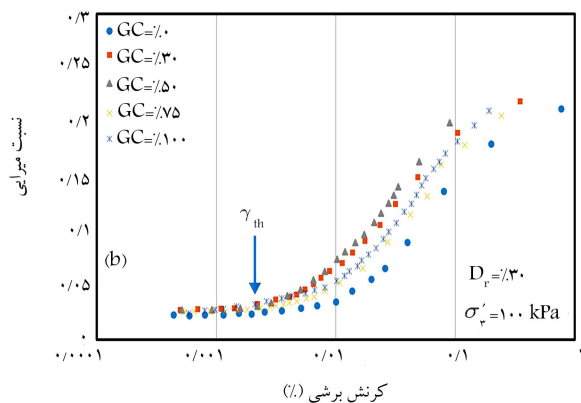 ۰/۳
۰/۲۵
۰/۲
۰/۱۵
۰/۱
۰/۰۵
۰
نسبت میرایی
GC=٪۰
GC=٪۳۰
GC=٪۵۰
GC=٪۷۵
GC=٪۱۰۰
γth
(b)
Dr=٪۳۰
σ۳′=۱۰۰ kPa
۰/۰۰۰۱ ۰/۰۰۱ ۰/۰۱ ۰/۱
کرنش برشی (٪)